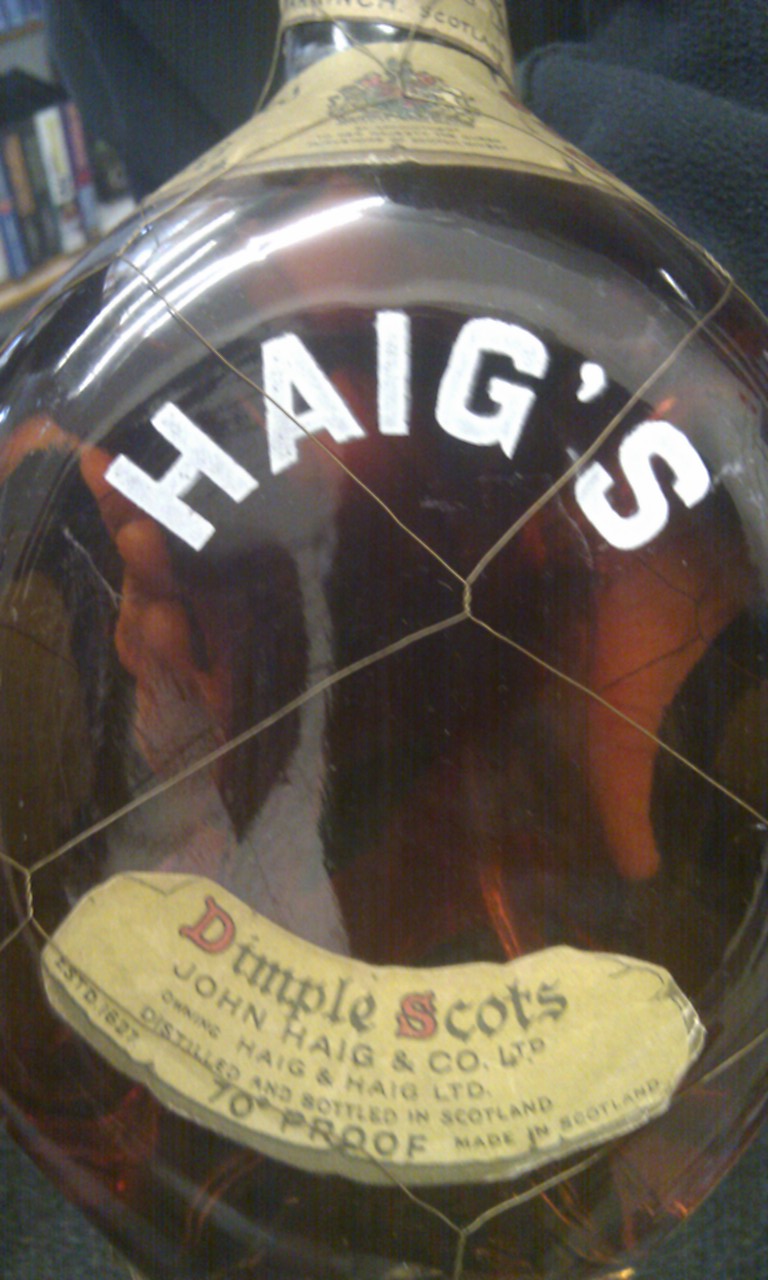 SCOTLAND
HAIG'S
Dimple Scots
JOHN HAIG & CO. LTD
OWNING HAIG & HAIG LTD.
DISTILLED AND BOTTLED IN SCOTLAND
ESTD. 1627
70° PROOF
MADE IN SCOTLAND